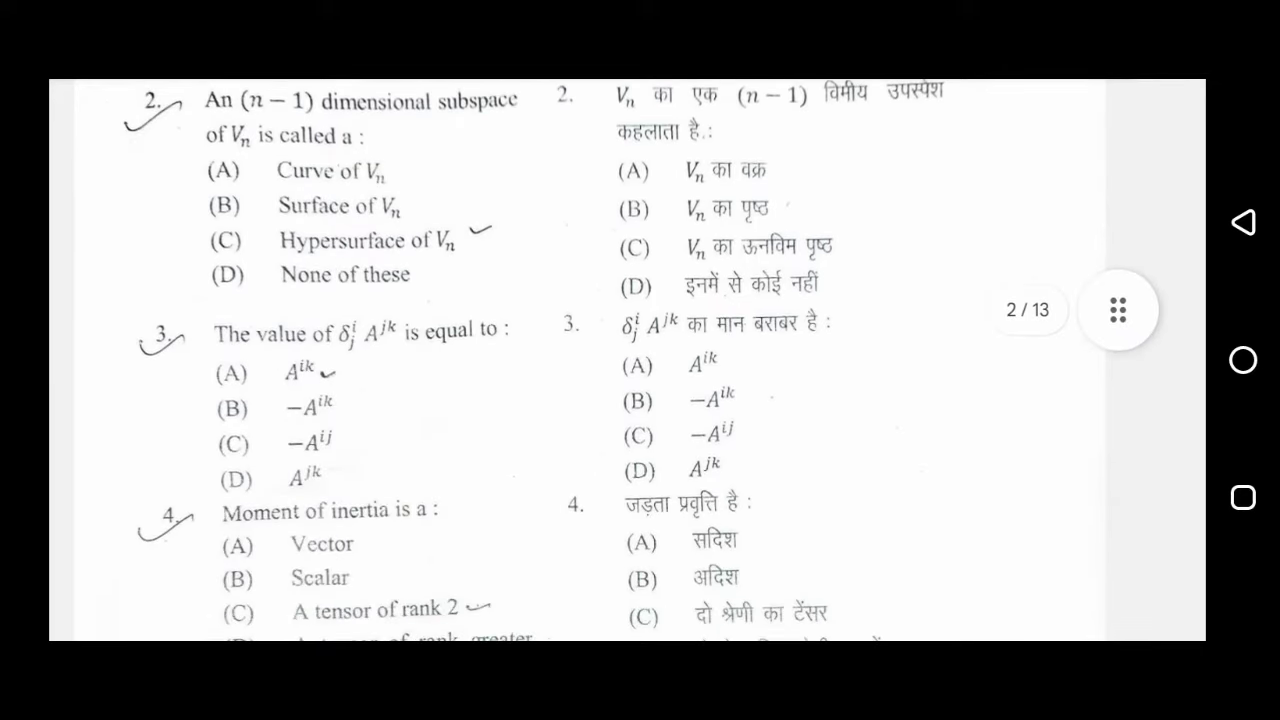 2. An (n − 1) dimensional subspace
of Vₙ is called a :
(A) Curve of Vₙ
(B) Surface of Vₙ
(C) Hypersurface of Vₙ
(D) None of these
3. The value of δⁱⱼ Aʲᵏ is equal to :
(A) Aⁱᵏ
(B) −Aⁱᵏ
(C) −Aⁱʲ
(D) Aʲᵏ
4. Moment of inertia is a :
(A) Vector
(B) Scalar
(C) A tensor of rank 2
2. Vₙ का एक (n − 1) विमीय उपस्पेश
कहलाता है :
(A) Vₙ का वक्र
(B) Vₙ का पृष्ठ
(C) Vₙ का ऊनविम पृष्ठ
(D) इनमें से कोई नहीं
3. δⁱⱼ Aʲᵏ का मान बराबर है :
(A) Aⁱᵏ
(B) −Aⁱᵏ
(C) −Aⁱʲ
(D) Aʲᵏ
4. जड़ता प्रवृत्ति है :
(A) सदिश
(B) अदिश
(C) दो श्रेणी का टेंसर
2 / 13